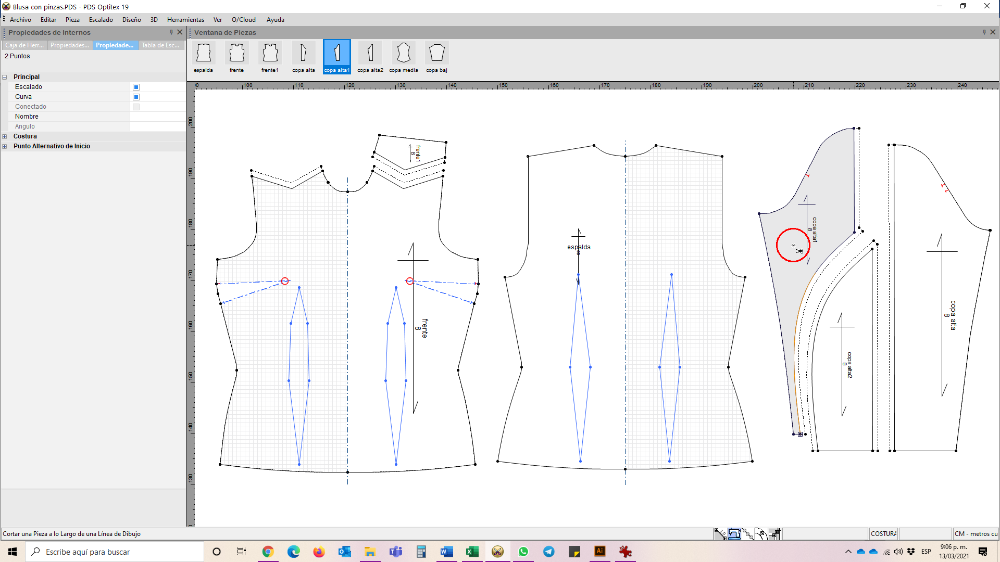 Blusa con pinzas.PDS - PDS Optitex 19
Archivo Editar Pieza Escalado Diseño 3D Herramientas Ver O/Cloud Ayuda
Propiedades de Internos
Caja de Herr... Propiedades... Propiedade... Tabla de Esc...
2 Puntos
Principal
Escalado
Curva
Conectado
Nombre
Angulo
Costura
Punto Alternativo de Inicio
Ventana de Piezas
espalda frente frente1 copa alta copa alta1 copa alta2 copa media copa baj
00 100 110 120 130 140 150 160 170 180 190 200 210 220 230 240
200
190
180
170
160
150
140
130
frente1
8
frente
8
espalda
8
copa alta1
8
copa alta2
8
copa alta
8
Cortar una Pieza a lo Largo de una Línea de Dibujo
COSTURA
CM - metros cu
Escribe aquí para buscar
ESP
9:06 p. m.
13/03/2021